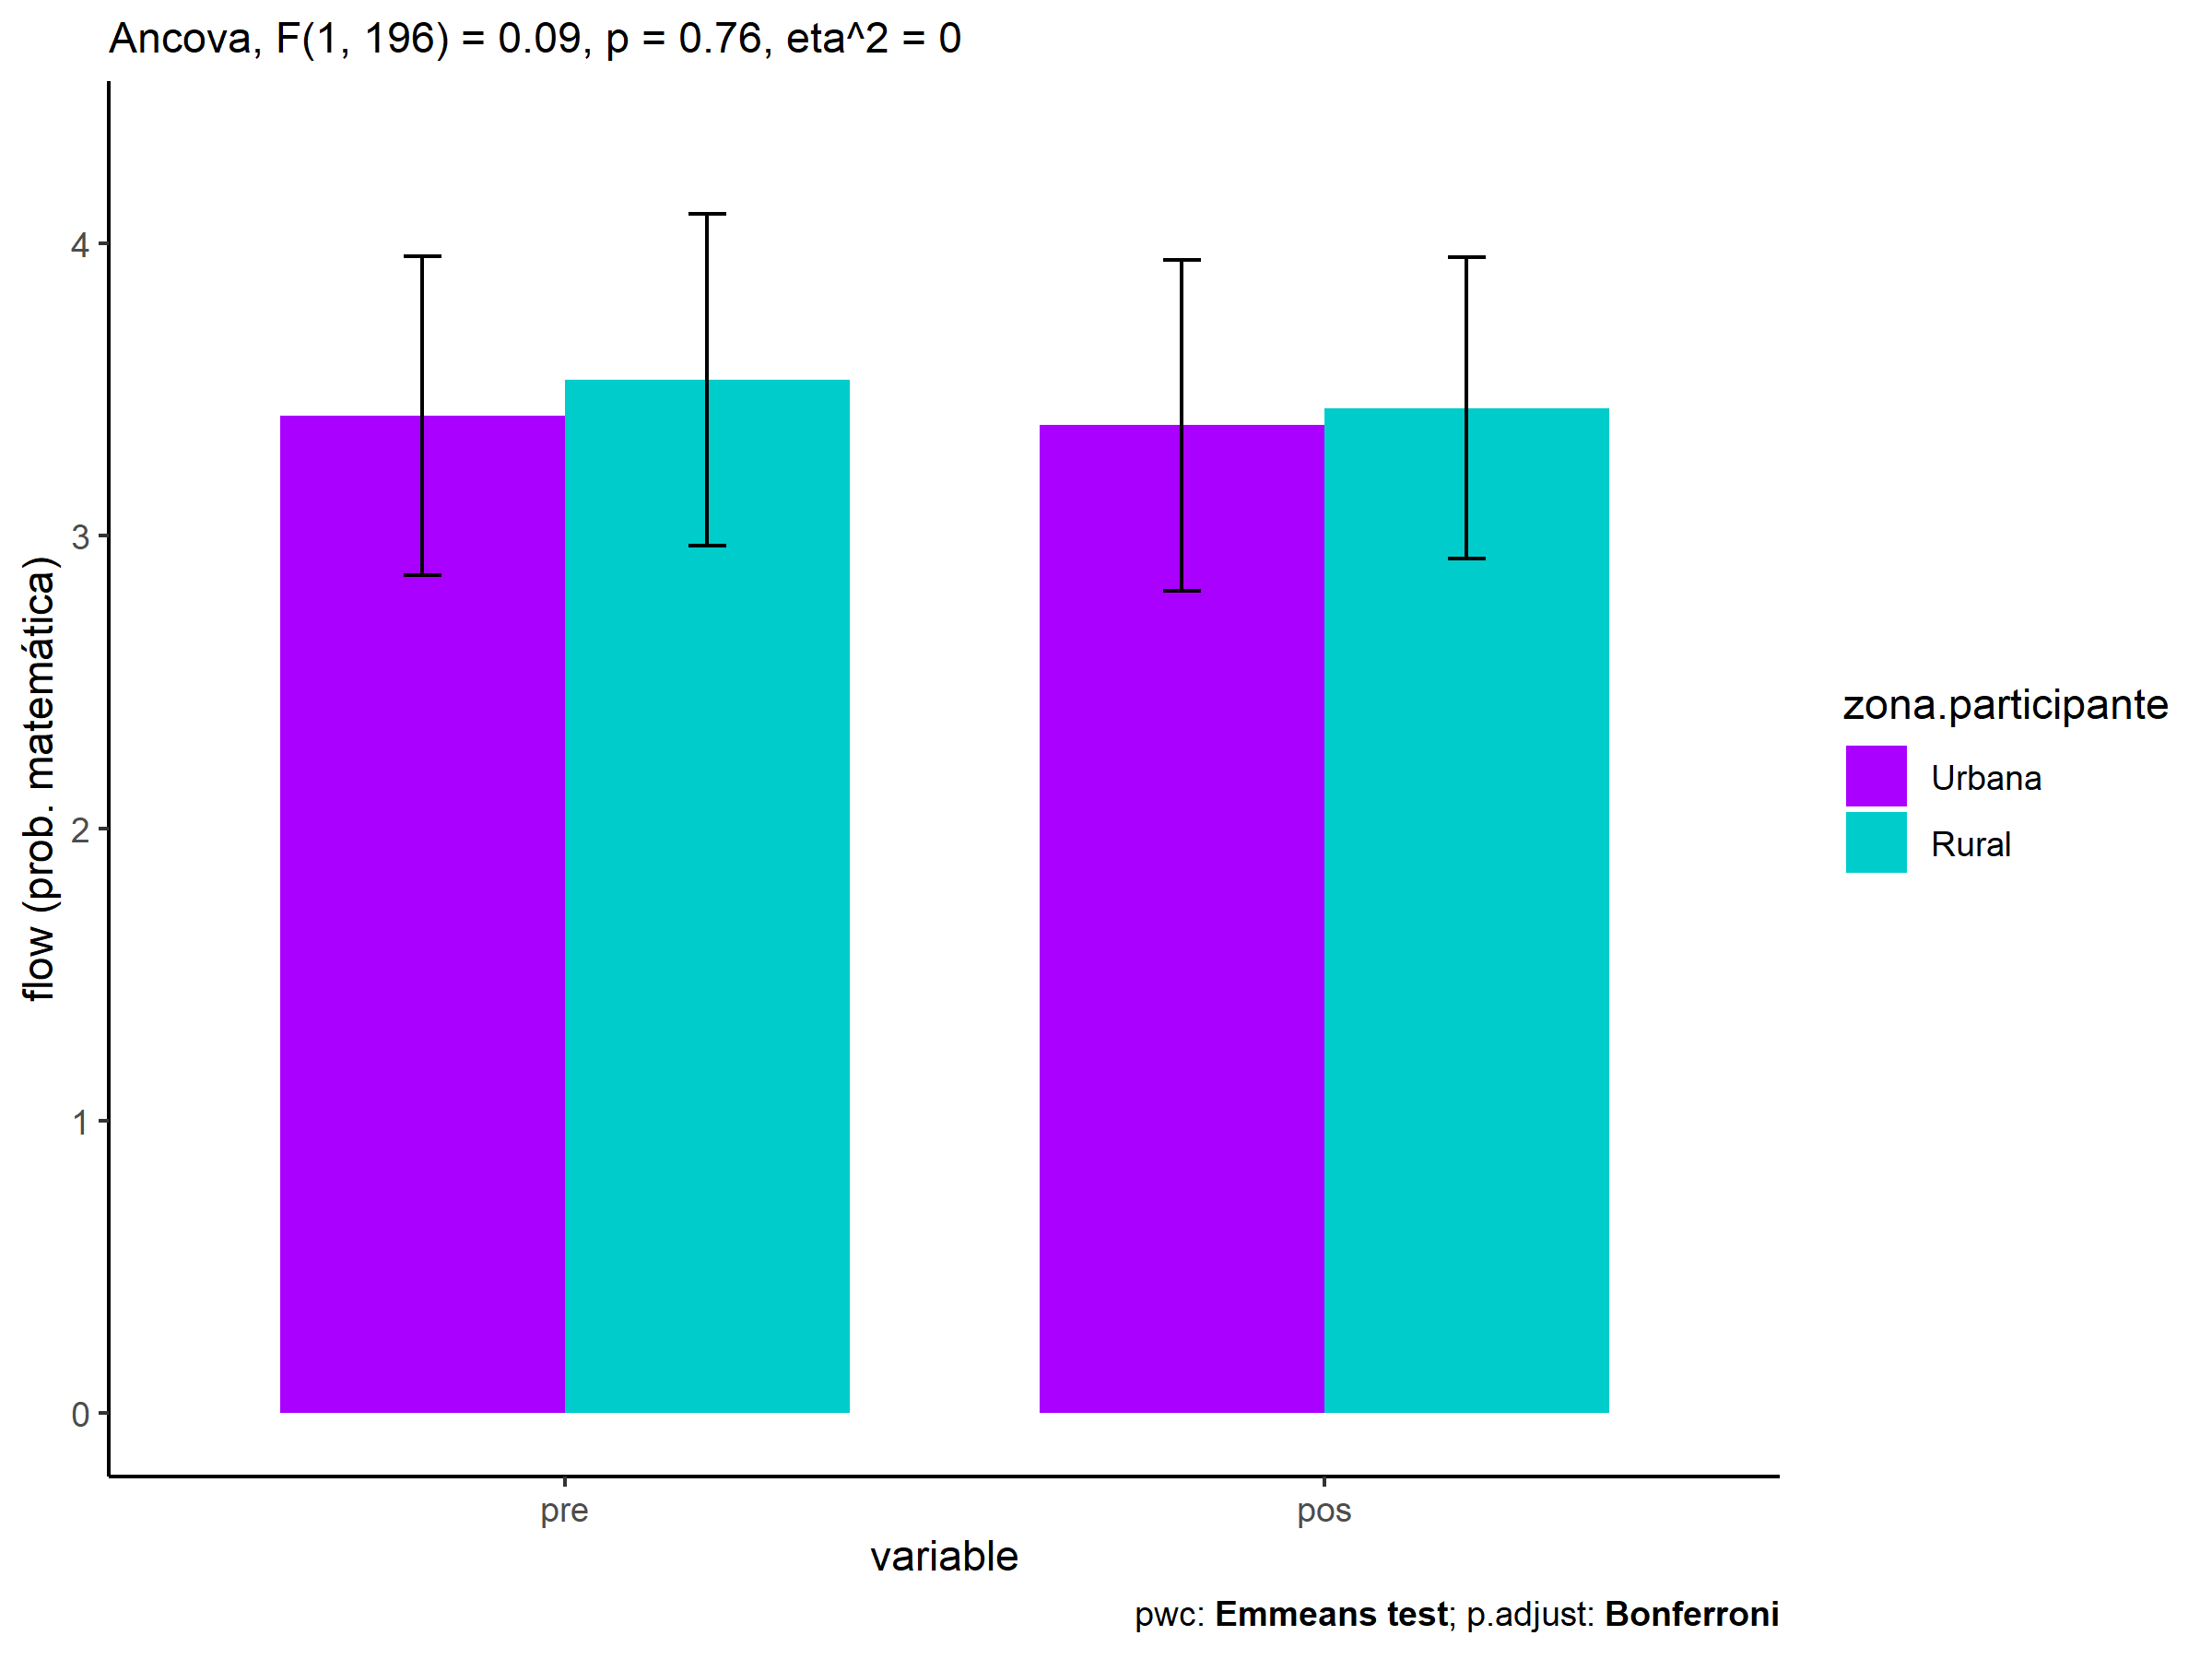 Ancova, F(1, 196) = 0.09, p = 0.76, eta^2 = 0
flow (prob. matemática)
4
3
2
1
0
pre
pos
variable
zona.participante
Urbana
Rural
pwc: Emmeans test; p.adjust: Bonferroni